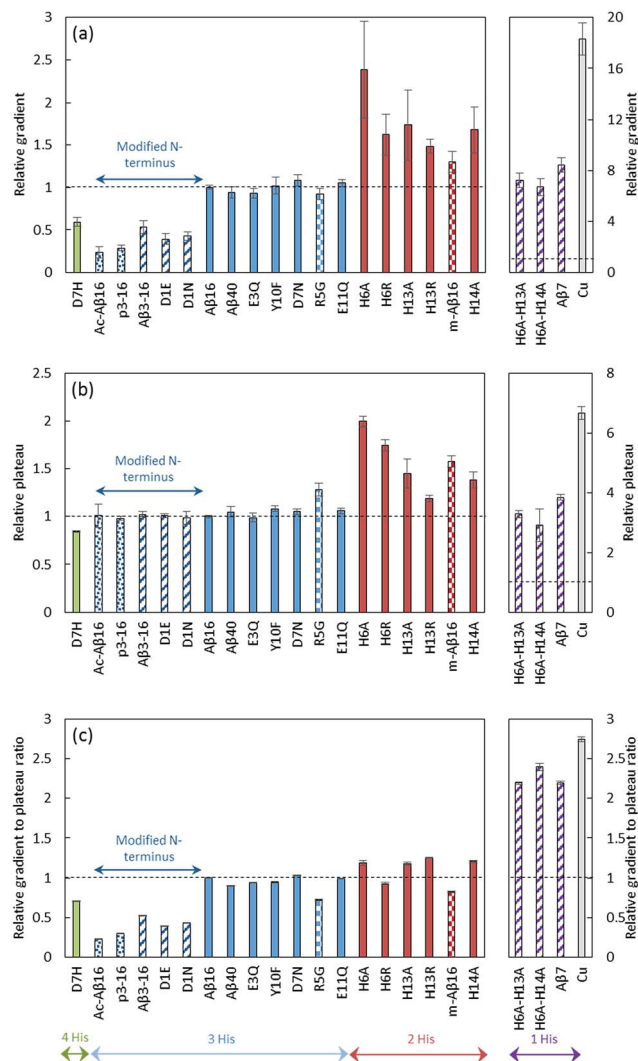 (a)
Relative gradient
3
2.5
2
1.5
1
0.5
0
Modified N-
terminus
D7H
Ac-Aβ16
p3-16
Aβ3-16
D1E
D1N
Aβ16
Aβ40
E3Q
Y10F
D7N
R5G
E11Q
H6A
H6R
H13A
H13R
m-Aβ16
H14A
20
16
12
8
4
0
Relative gradient
H6A-H13A
H6A-H14A
Aβ7
Cu
(b)
Relative plateau
2.5
2
1.5
1
0.5
0
Modified N-
terminus
D7H
Ac-Aβ16
p3-16
Aβ3-16
D1E
D1N
Aβ16
Aβ40
E3Q
Y10F
D7N
R5G
E11Q
H6A
H6R
H13A
H13R
m-Aβ16
H14A
8
6
4
2
0
Relative plateau
H6A-H13A
H6A-H14A
Aβ7
Cu
(c)
Relative gradient to plateau ratio
3
2.5
2
1.5
1
0.5
0
Modified N-
terminus
D7H
Ac-Aβ16
p3-16
Aβ3-16
D1E
D1N
Aβ16
Aβ40
E3Q
Y10F
D7N
R5G
E11Q
H6A
H6R
H13A
H13R
m-Aβ16
H14A
3
2.5
2
1.5
1
0.5
0
Relative gradient to plateau ratio
H6A-H13A
H6A-H14A
Aβ7
Cu
4 His
3 His
2 His
1 His